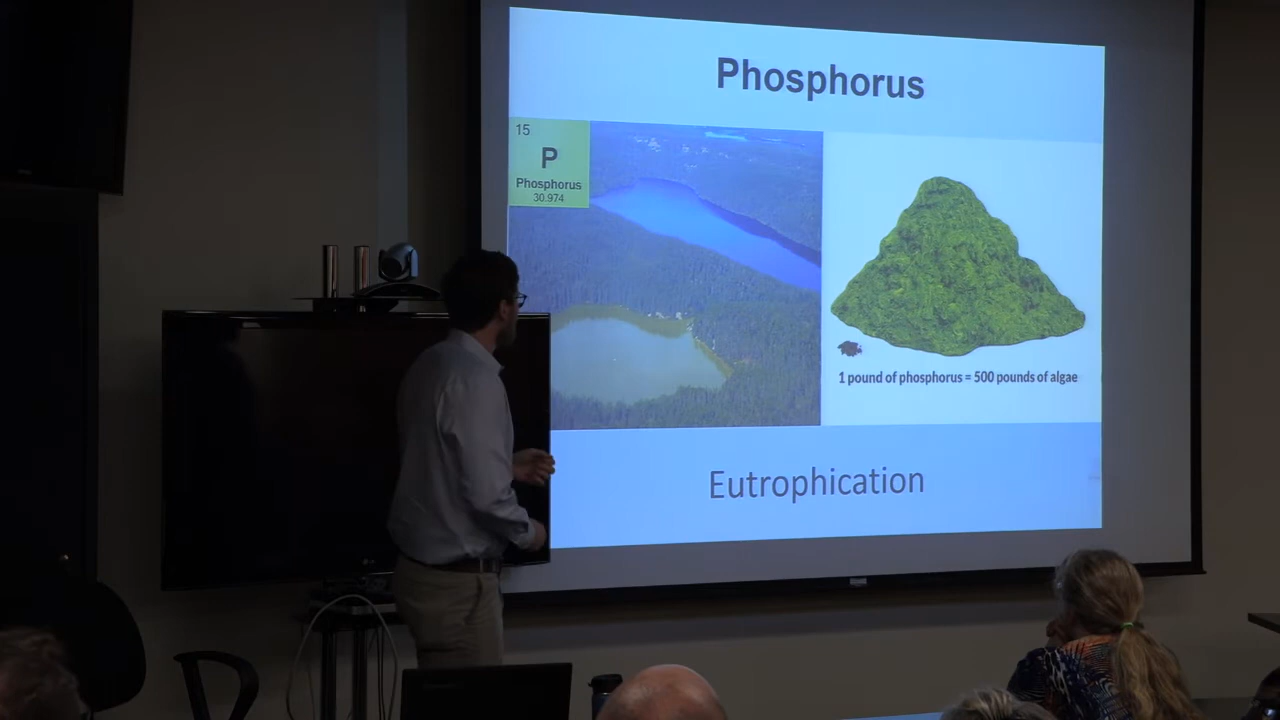 Phosphorus
15
P
Phosphorus
30.974
1 pound of phosphorus = 500 pounds of algae
Eutrophication